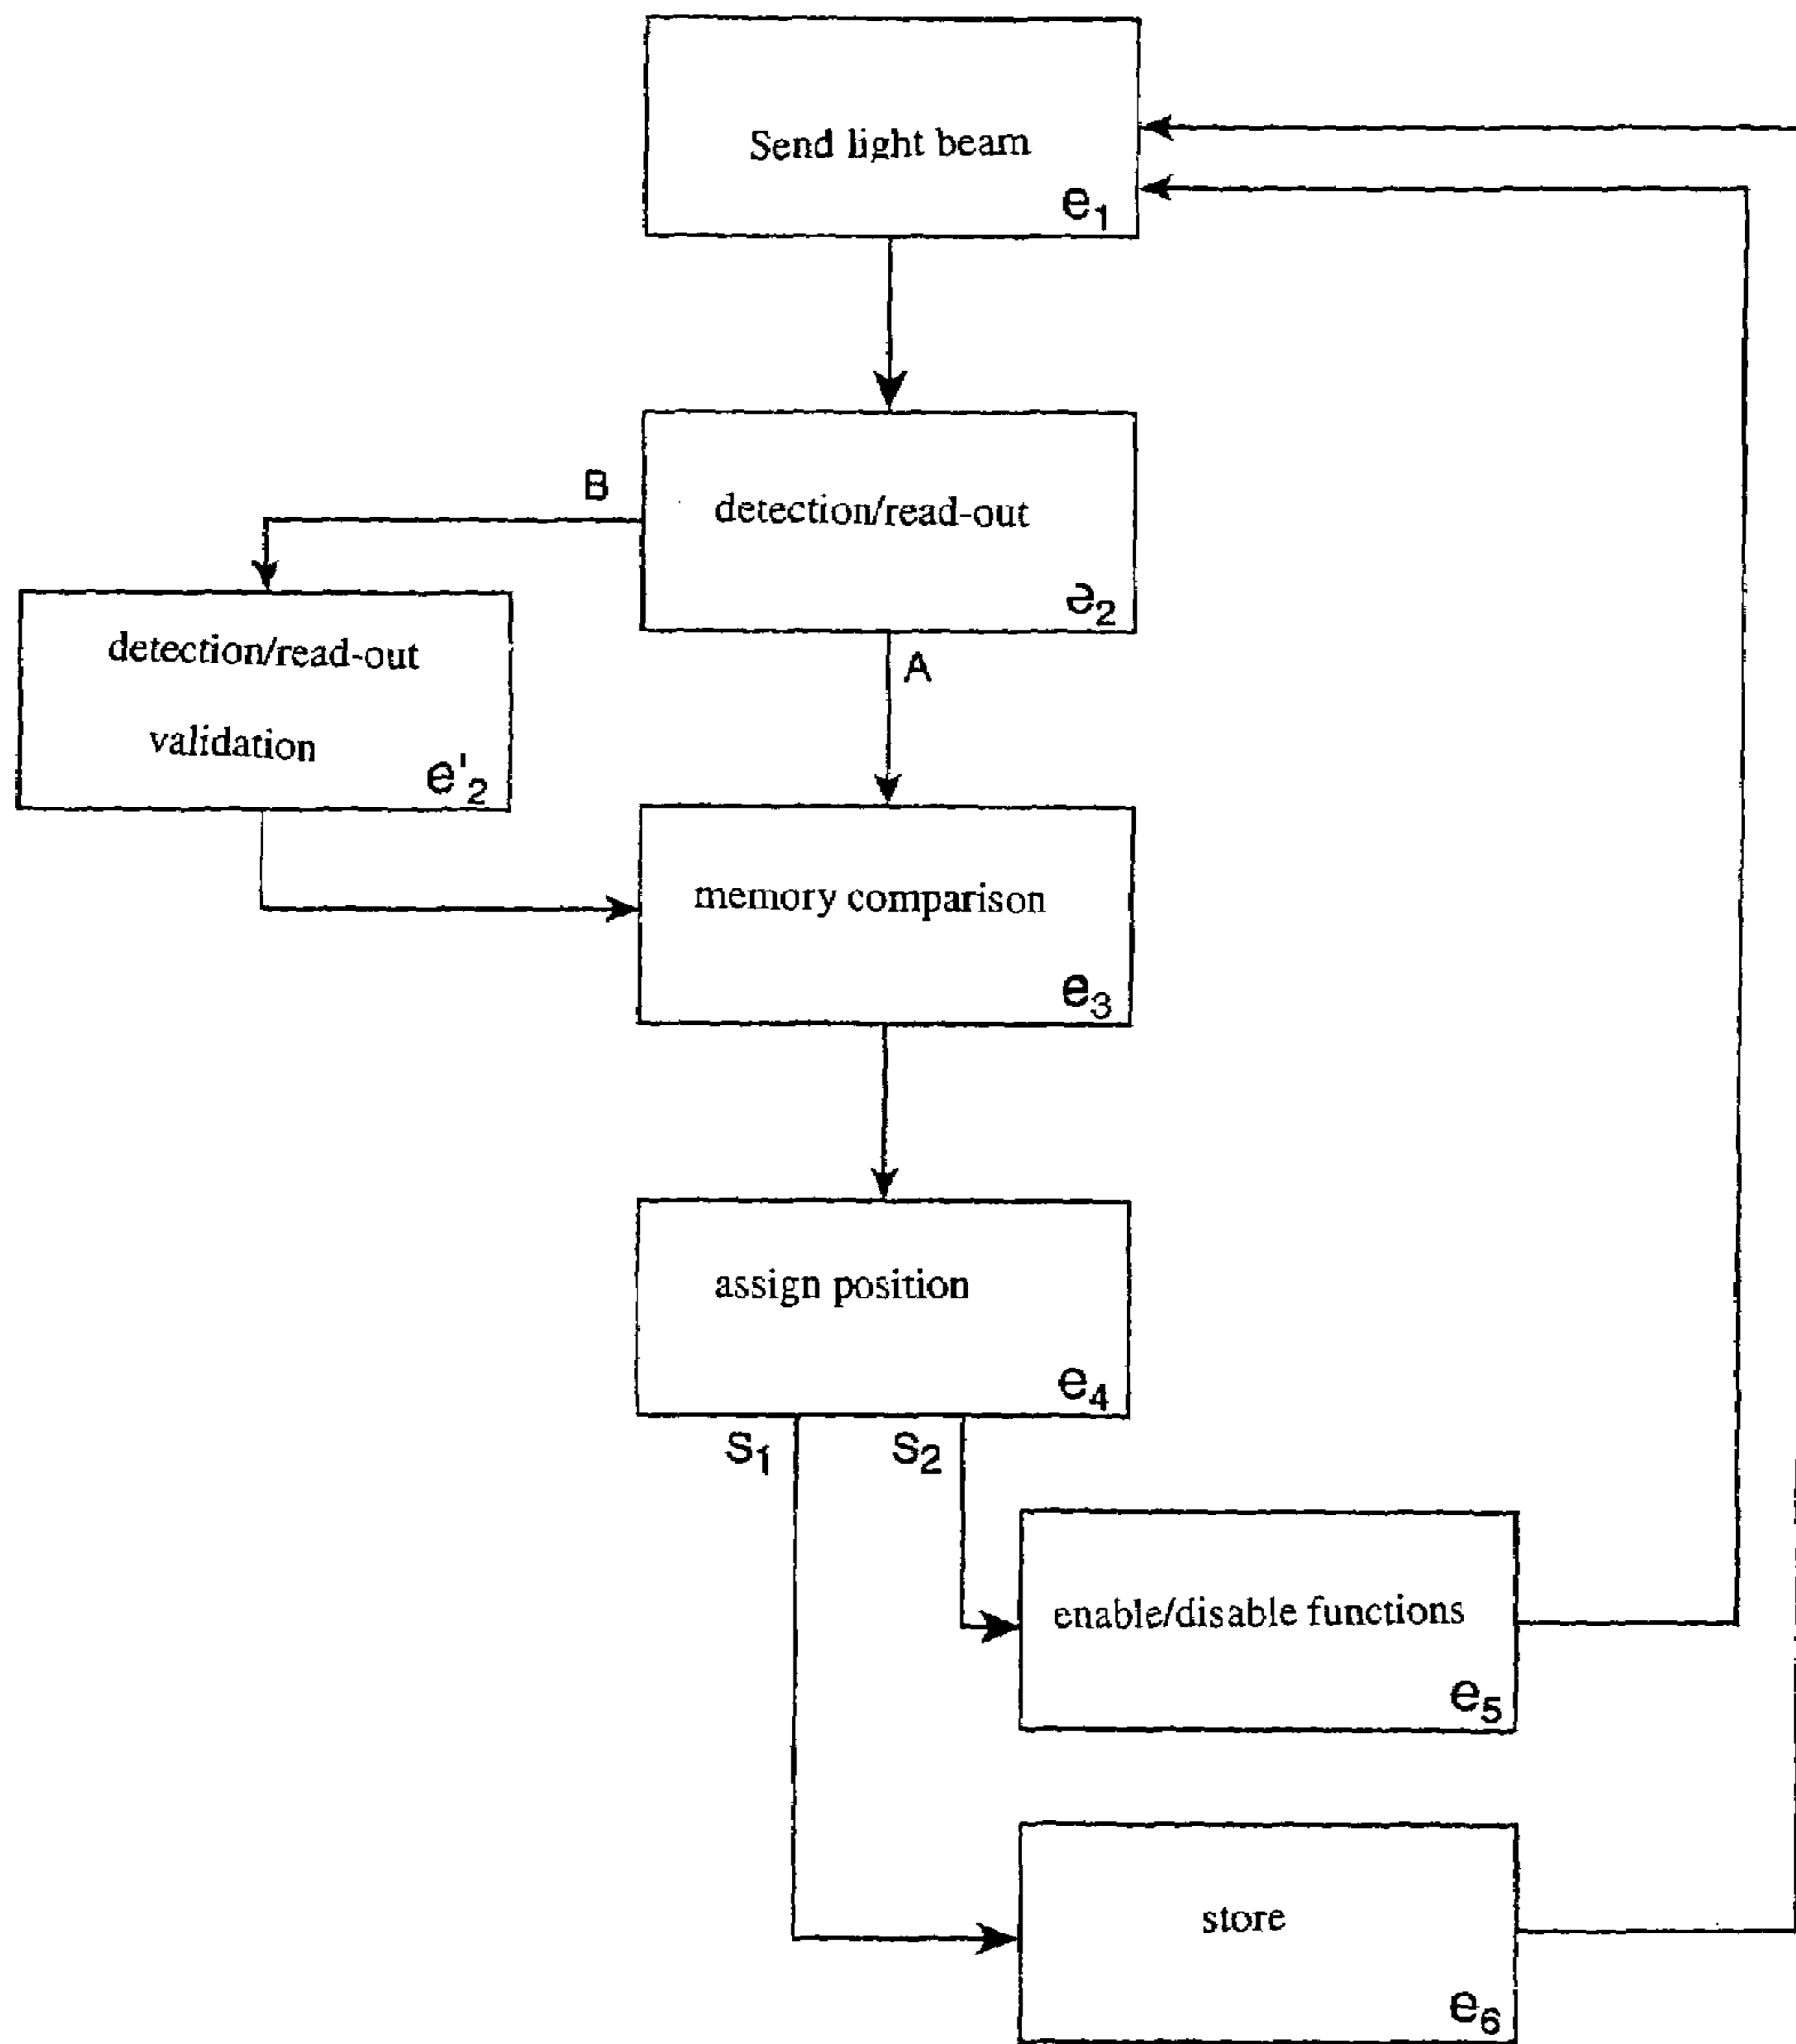 Send light beam
e1
B
detection/read-out
e2
A
detection/read-out
validation
e'2
memory comparison
e3
assign position
e4
S1
S2
enable/disable functions
e5
store
e6